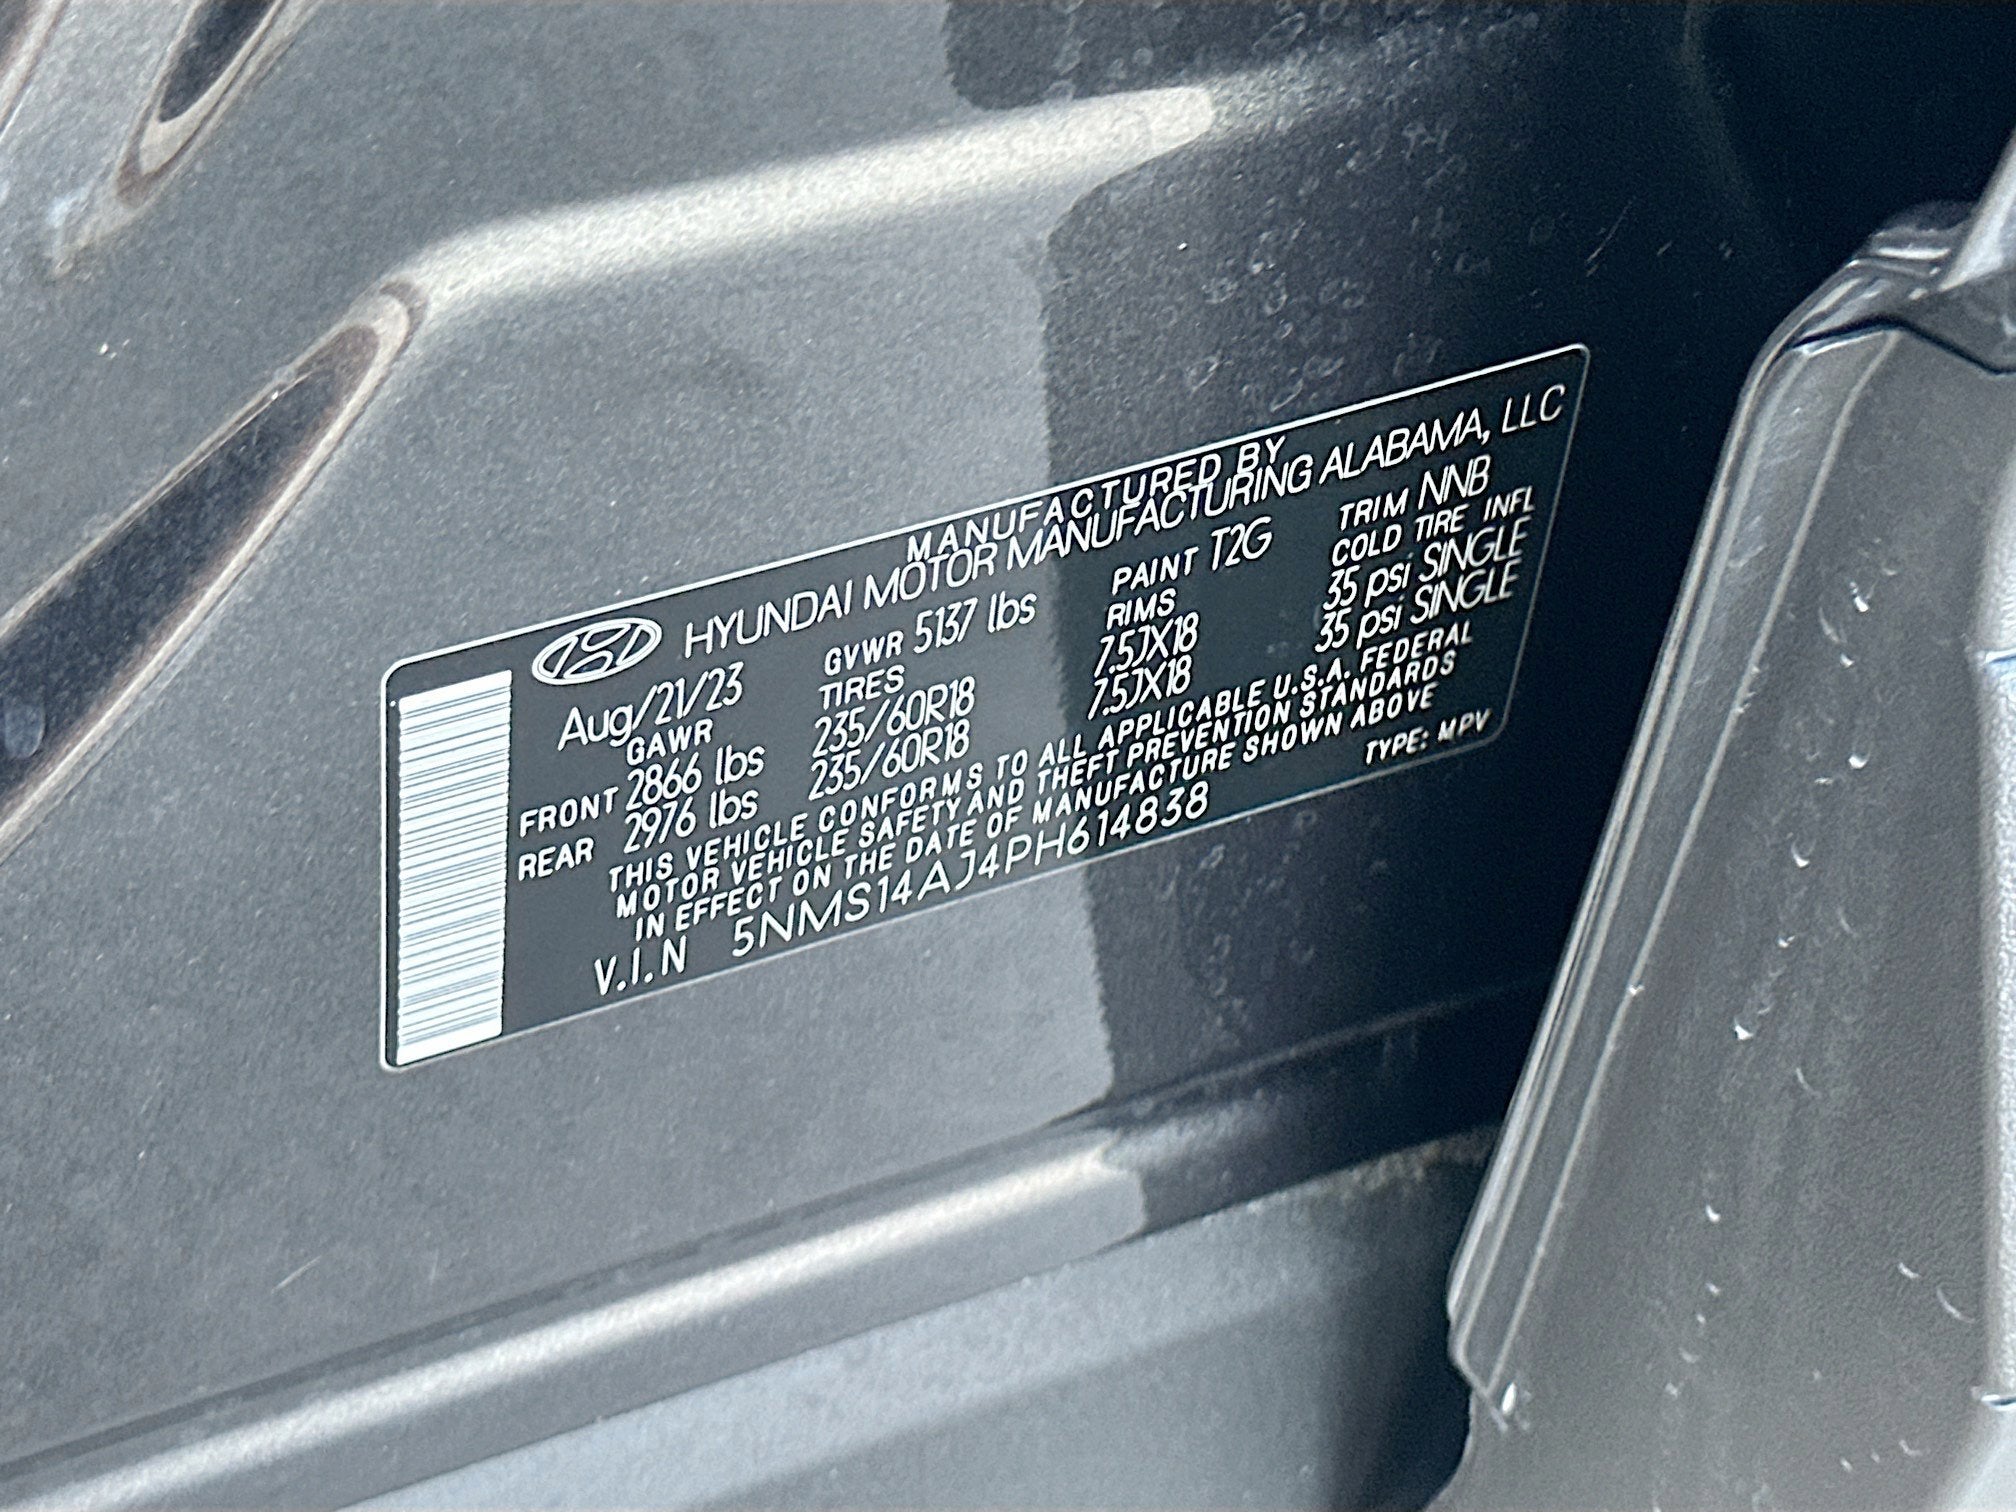 MANUFACTURED BY
HYUNDAI MOTOR MANUFACTURING ALABAMA, LLC
Aug/21/23 GVWR 5137 lbs PAINT T2G TRIM NNB
GAWR TIRES RIMS COLD TIRE INFL
FRONT 2866 lbs 235/60R18 7.5JX18 35 psi SINGLE
REAR 2976 lbs 235/60R18 7.5JX18 35 psi SINGLE
THIS VEHICLE CONFORMS TO ALL APPLICABLE U.S.A. FEDERAL
MOTOR VEHICLE SAFETY AND THEFT PREVENTION STANDARDS
IN EFFECT ON THE DATE OF MANUFACTURE SHOWN ABOVE
V.I.N 5NMS14AJ4PH614838 TYPE: MPV